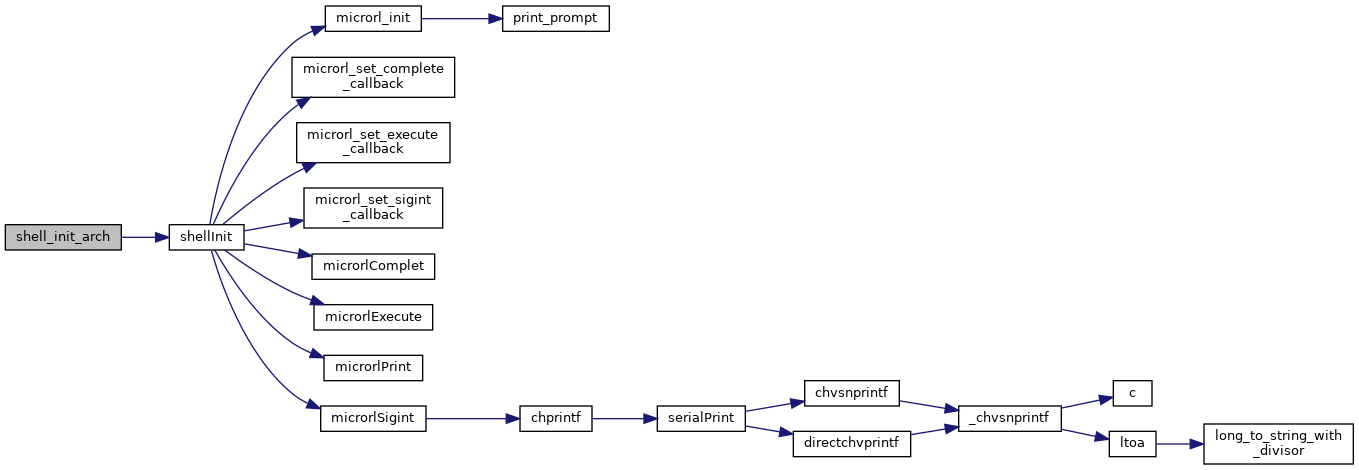 microrl_init
print_prompt
microrl_set_complete
_callback
microrl_set_execute
_callback
microrl_set_sigint
_callback
shell_init_arch
shellInit
microrlComplet
microrlExecute
microrlPrint
microrlSigint
chprintf
serialPrint
chvsnprintf
directchvprintf
_chvsnprintf
c
ltoa
long_to_string_with
_divisor